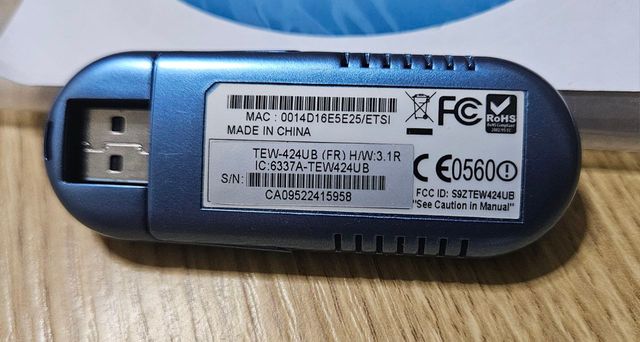 MAC : 0014D16E5E25/ETSI
MADE IN CHINA
FC
RoHS
TEW-424UB (FR) H/W:3.1R
IC:6337A-TEW424UB
S/N:
CA09522415958
CE0560
FCC ID: S9ZTEW424UB
"See Caution in Manual"